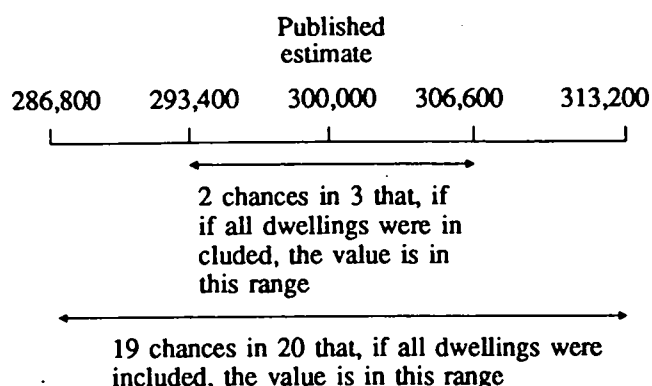 Published
estimate
286,800 293,400 300,000 306,600 313,200
2 chances in 3 that, if
if all dwellings were in
cluded, the value is in
this range
19 chances in 20 that, if all dwellings were
included, the value is in this range